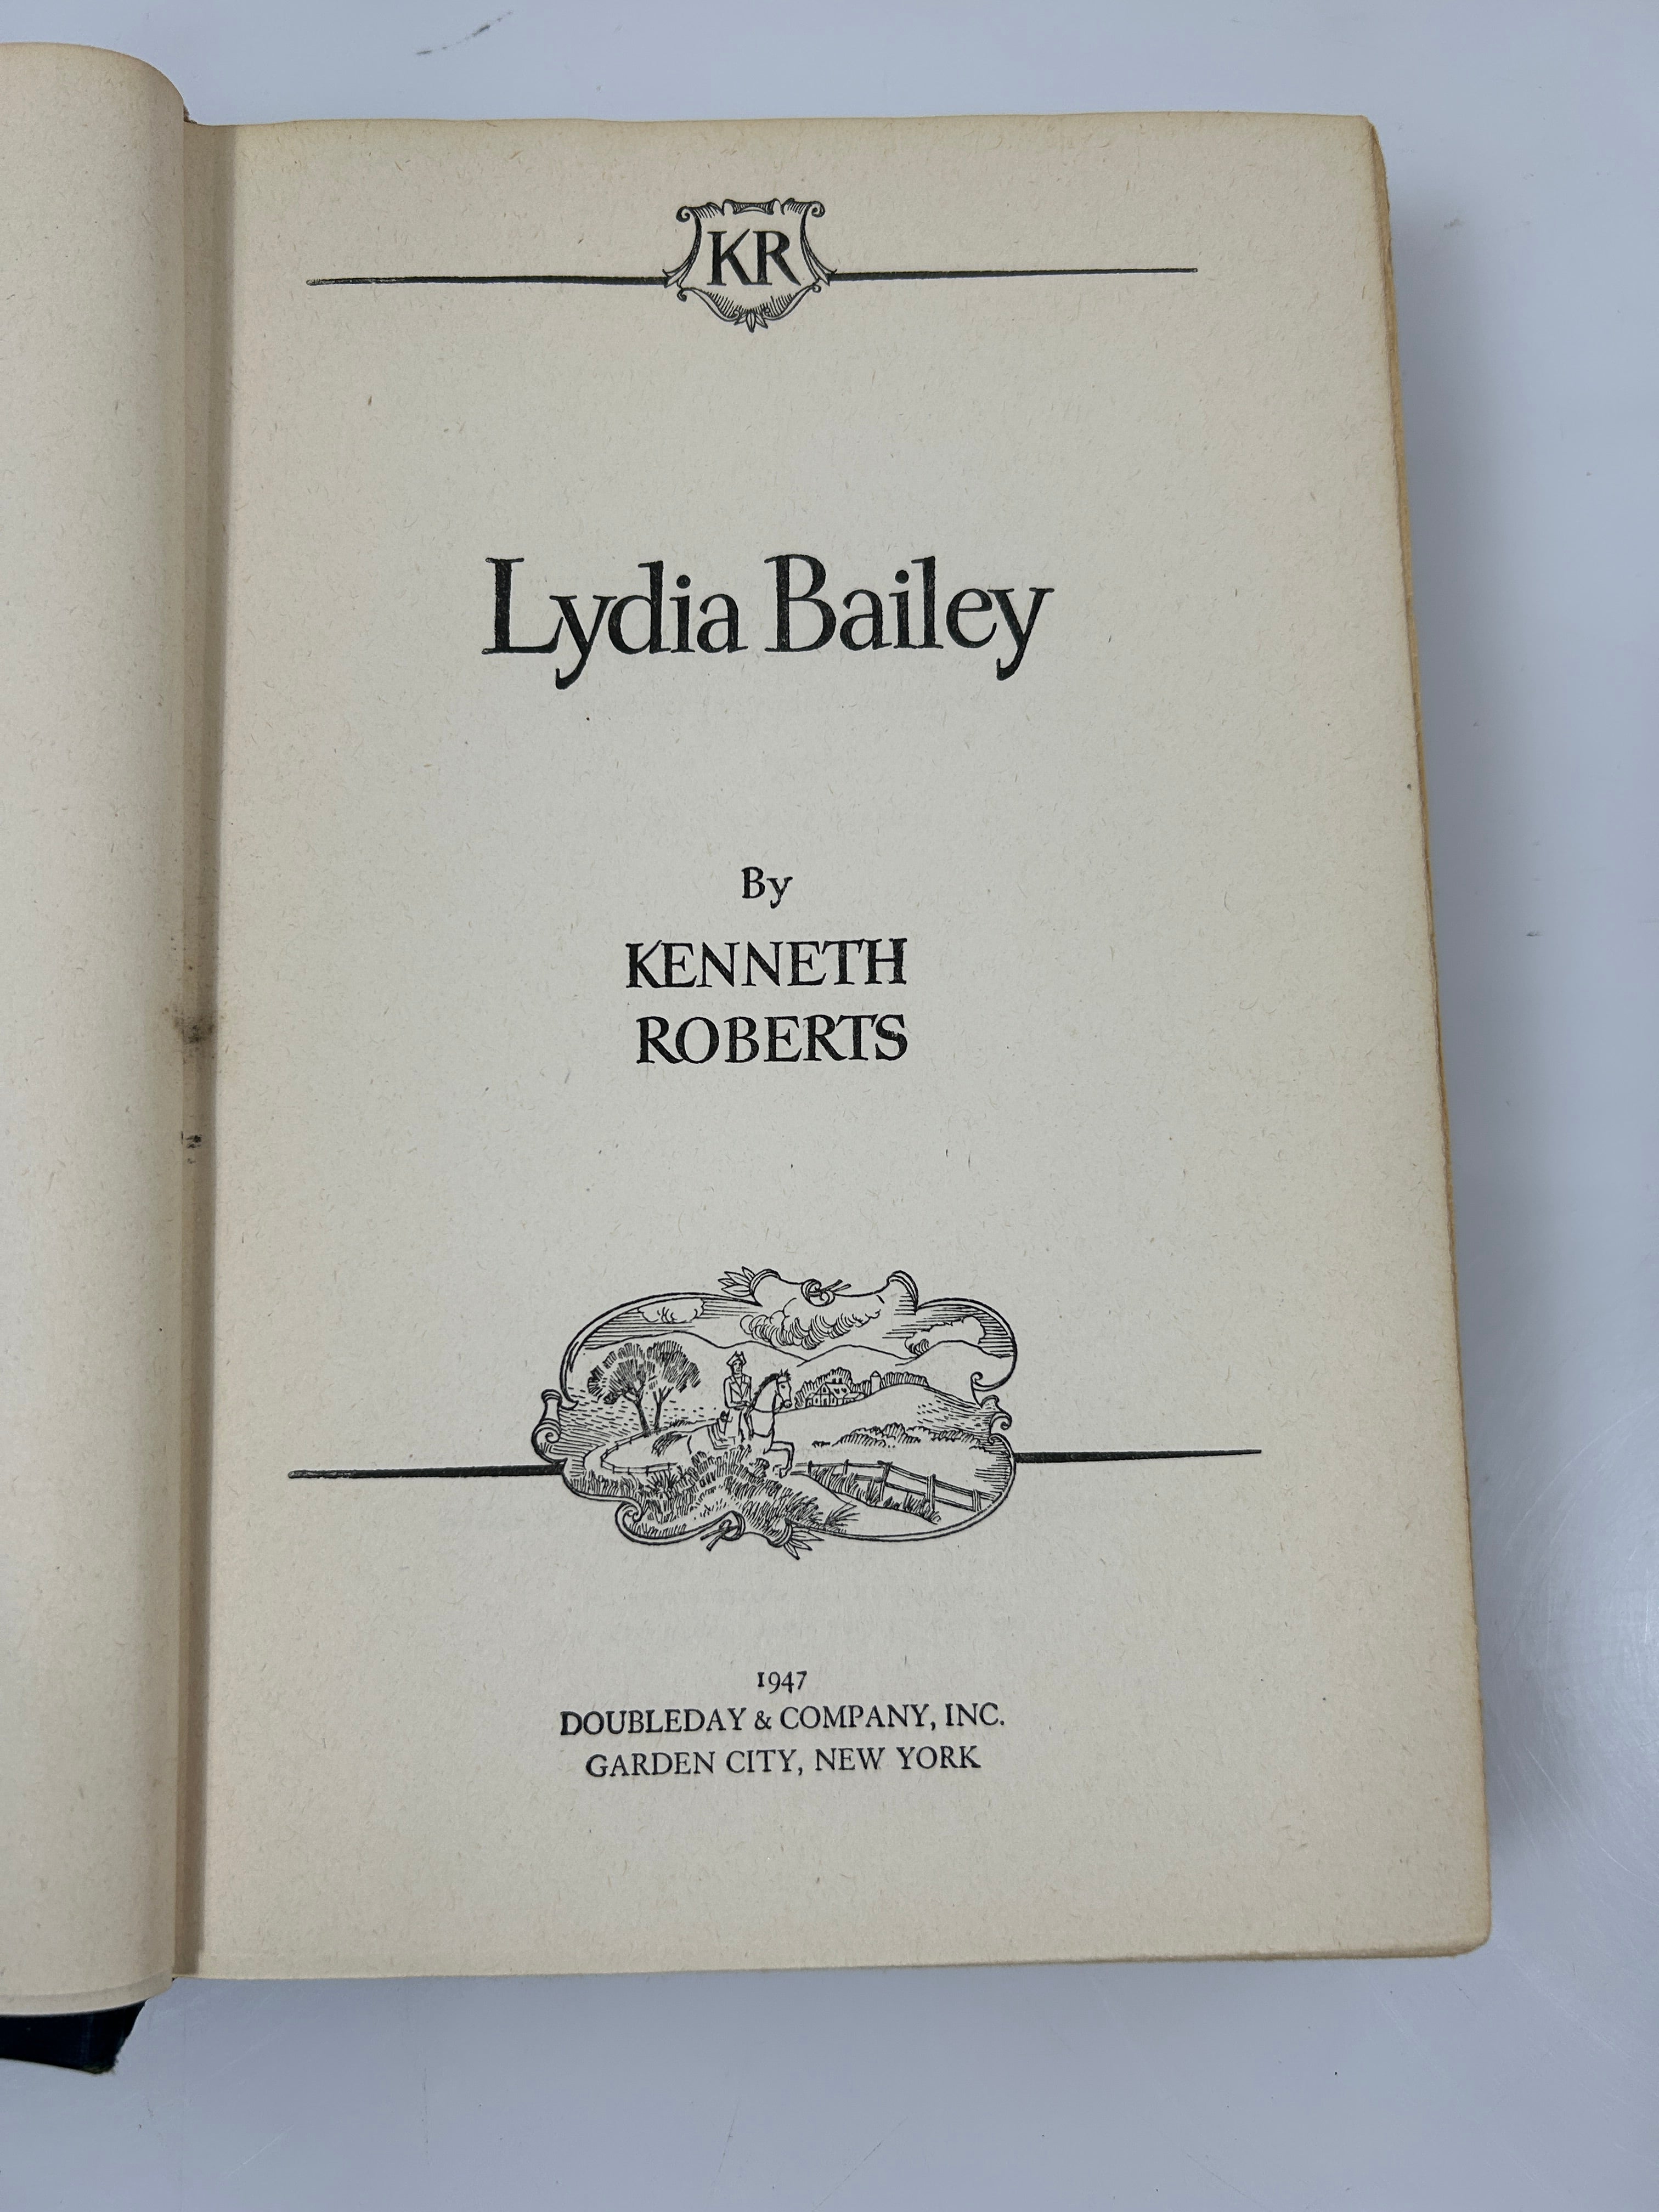 KR
Lydia Bailey
By
KENNETH
ROBERTS
1947
DOUBLEDAY & COMPANY, INC.
GARDEN CITY, NEW YORK